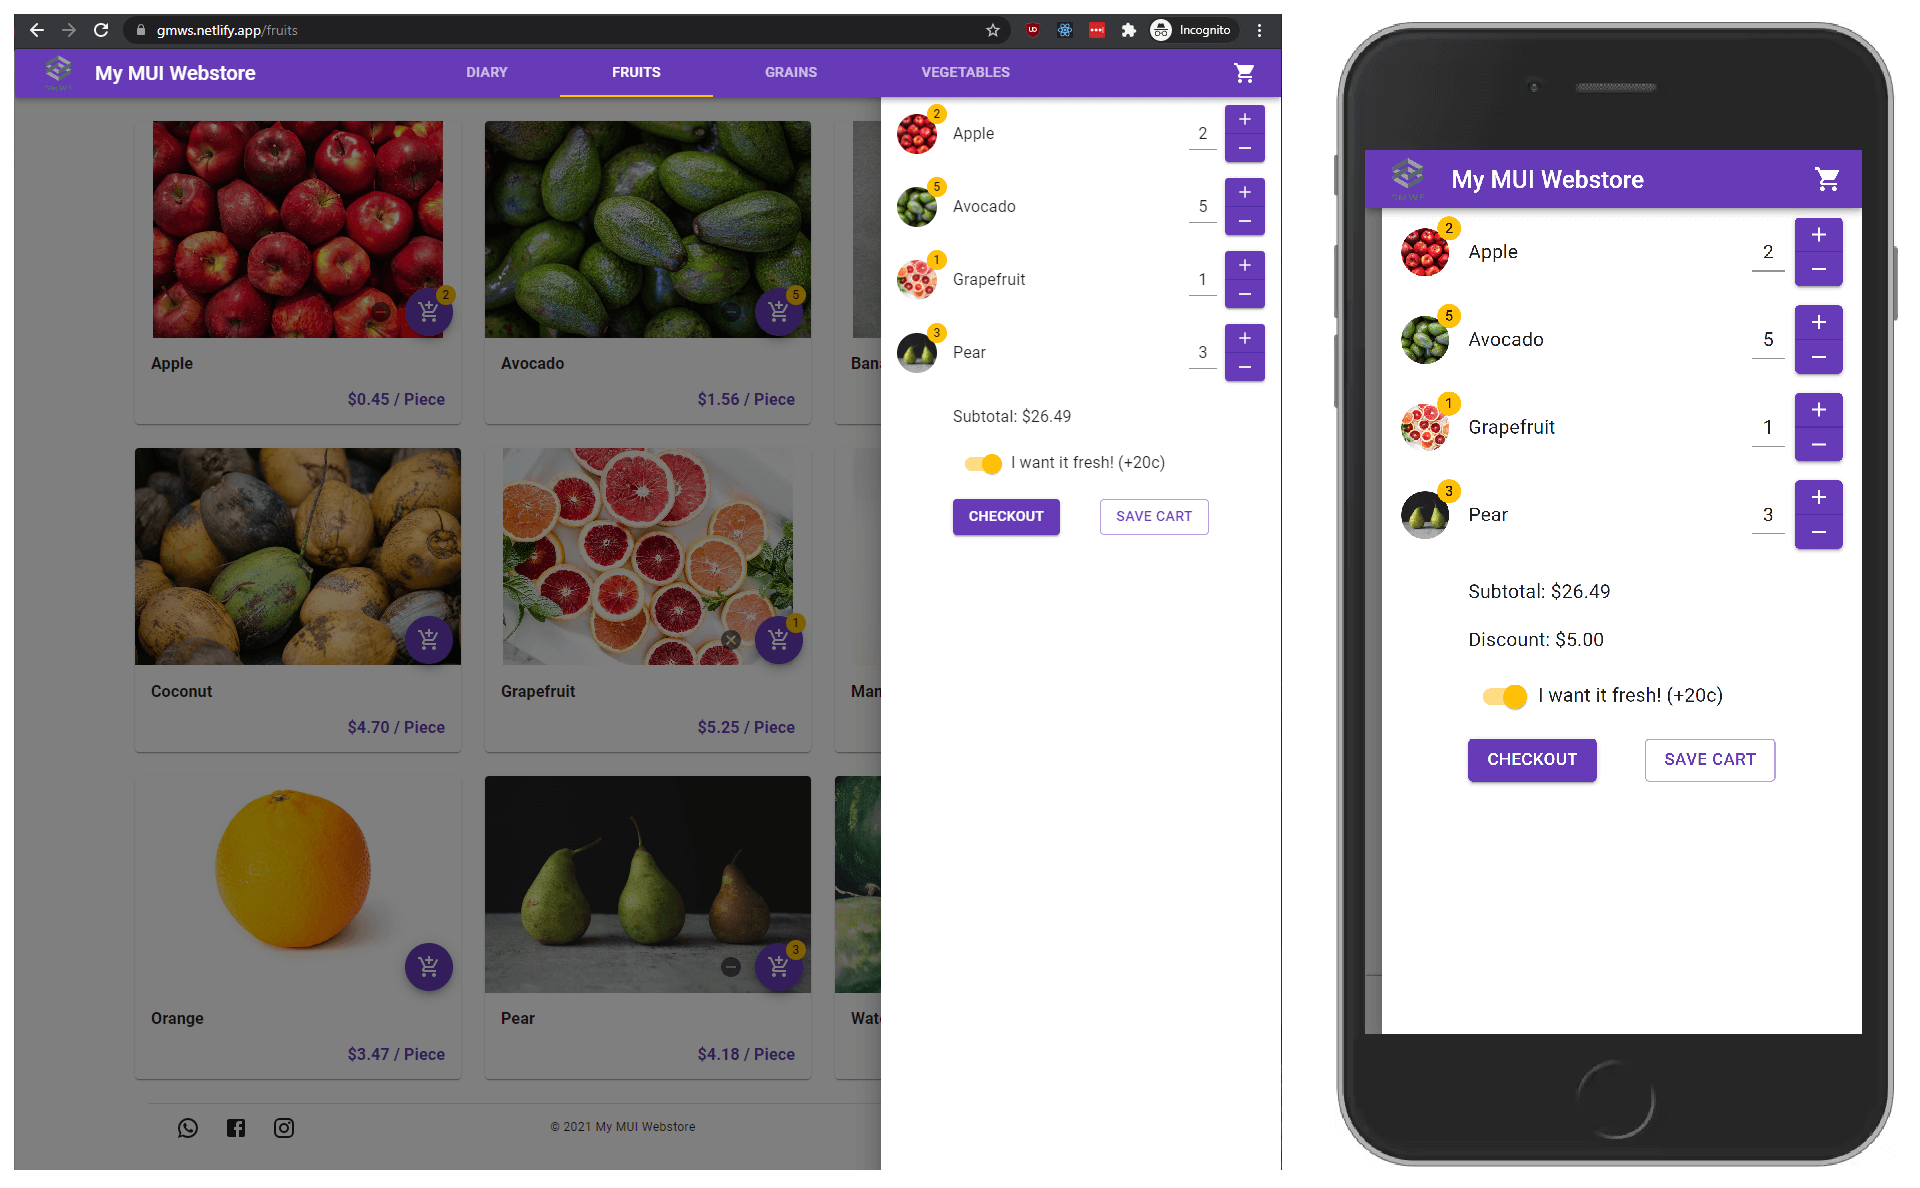 gmws.netlify.app/fruits
Incognito
My MUI Webstore
DIARY
FRUITS
GRAINS
VEGETABLES
2
Apple
2
5
Avocado
5
1
Grapefruit
1
3
Pear
3
Subtotal: $26.49
I want it fresh! (+20c)
CHECKOUT
SAVE CART
2
Apple
$0.45 / Piece
5
Avocado
$1.56 / Piece
Bana
Coconut
$4.70 / Piece
1
Grapefruit
$5.25 / Piece
Man
Orange
$3.47 / Piece
3
Pear
$4.18 / Piece
Wate
© 2021 My MUI Webstore
My MUI Webstore
2
Apple
2
5
Avocado
5
1
Grapefruit
1
3
Pear
3
Subtotal: $26.49
Discount: $5.00
I want it fresh! (+20c)
CHECKOUT
SAVE CART